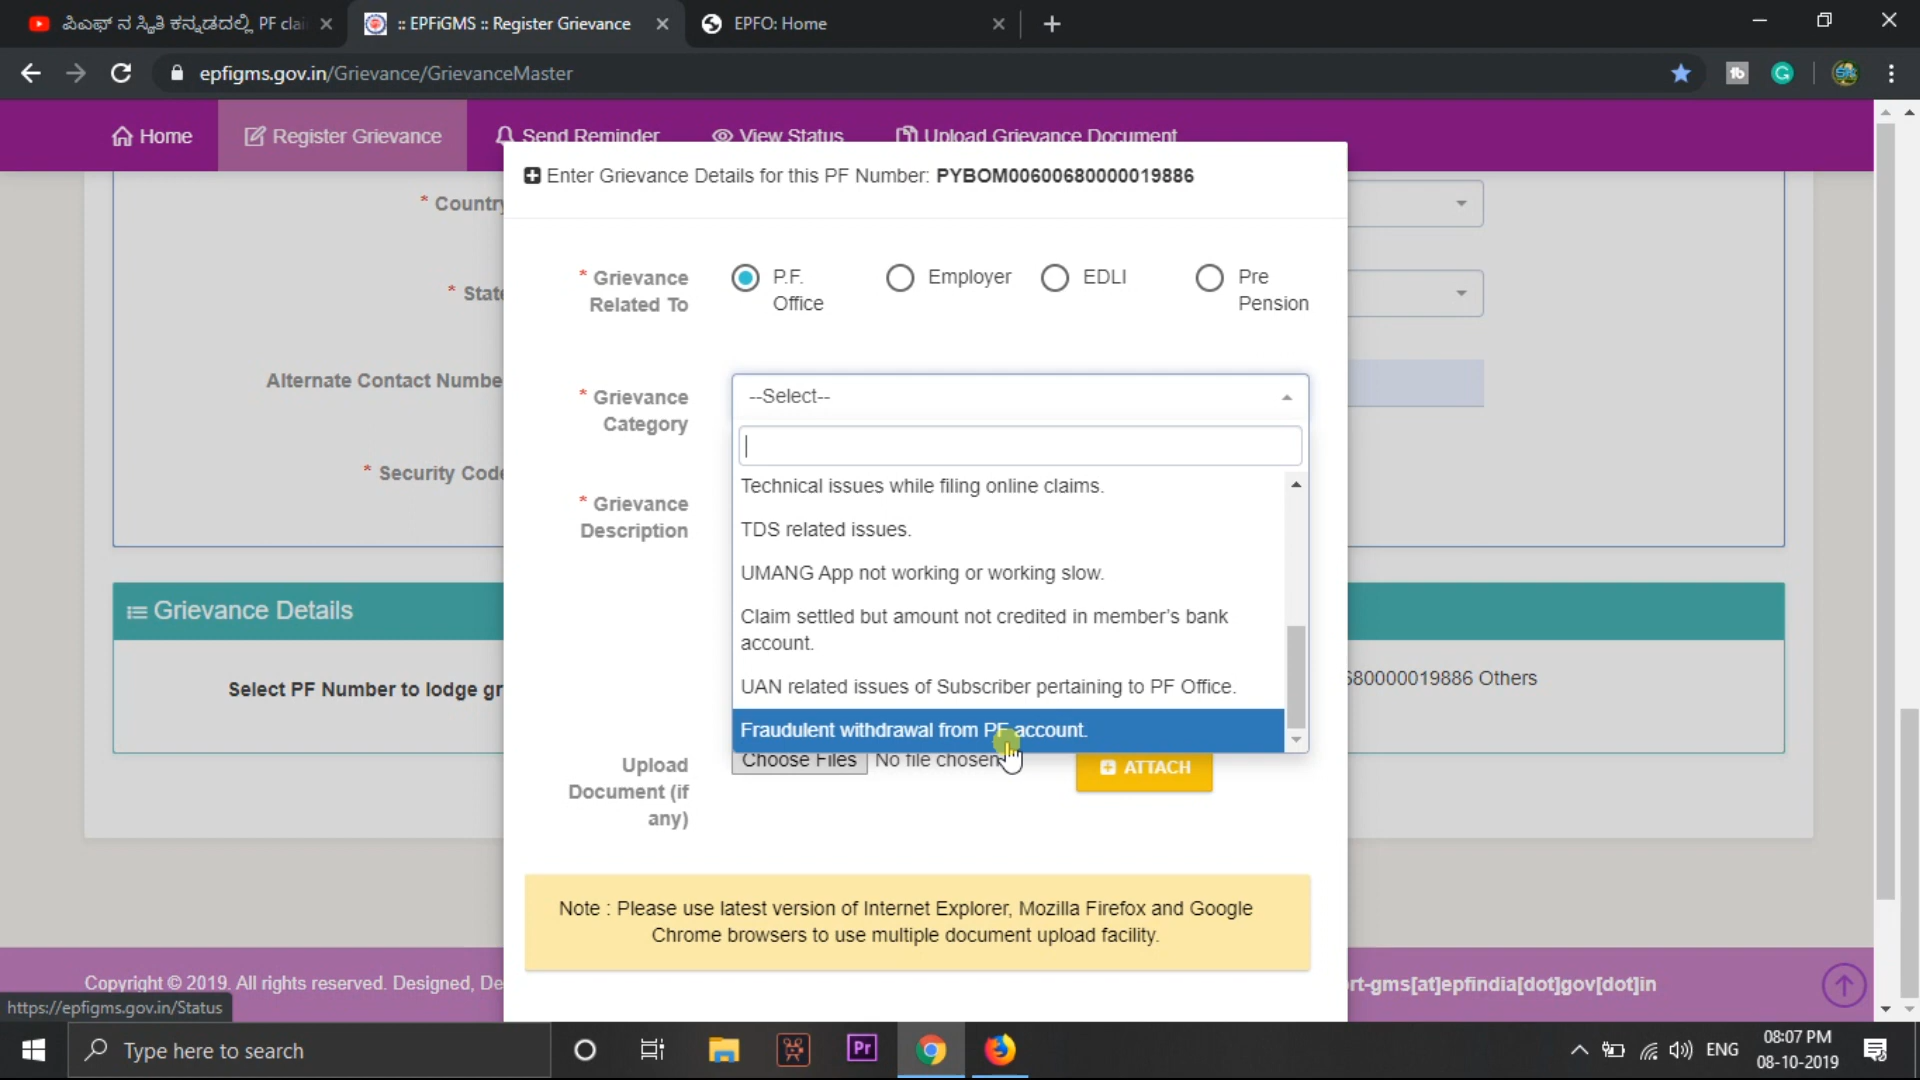 ಪಿಎಫ್ ನ ಸ್ಥಿತಿ ಕನ್ನಡದಲ್ಲಿ, PF clai
:: EPFiGMS :: Register Grievance
EPFO: Home
epfigms.gov.in/Grievance/GrievanceMaster
Home
Register Grievance
Send Reminder
View Status
Upload Grievance Document
Enter Grievance Details for this PF Number: PYBOM00600680000019886
* Country
* State
Alternate Contact Numbe
* Security Code
* Grievance Related To
P.F. Office
Employer
EDLI
Pre Pension
* Grievance Category
--Select--
* Grievance Description
Technical issues while filing online claims.
TDS related issues.
UMANG App not working or working slow.
Claim settled but amount not credited in member's bank
account.
UAN related issues of Subscriber pertaining to PF Office.
Fraudulent withdrawal from PF account.
Grievance Details
Select PF Number to lodge gr
680000019886 Others
Upload Document (if any)
Choose Files No file chosen
ATTACH
Note : Please use latest version of Internet Explorer, Mozilla Firefox and Google
Chrome browsers to use multiple document upload facility.
Copyright © 2019. All rights reserved. Designed, De
rt-gms[at]epfindia[dot]gov[dot]in
https://epfigms.gov.in/Status
Type here to search
Pr
ENG
08:07 PM
08-10-2019